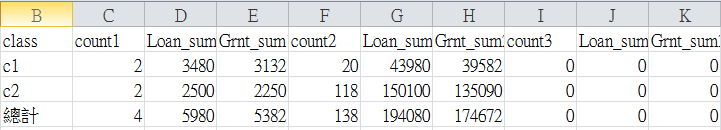 B C D E F G H I J K
class count1 Loan_sum Grnt_sum count2 Loan_sum Grnt_sum count3 Loan_sum Grnt_sum
c1 2 3480 3132 20 43980 39582 0 0 0
c2 2 2500 2250 118 150100 135090 0 0 0
總計 4 5980 5382 138 194080 174672 0 0 0